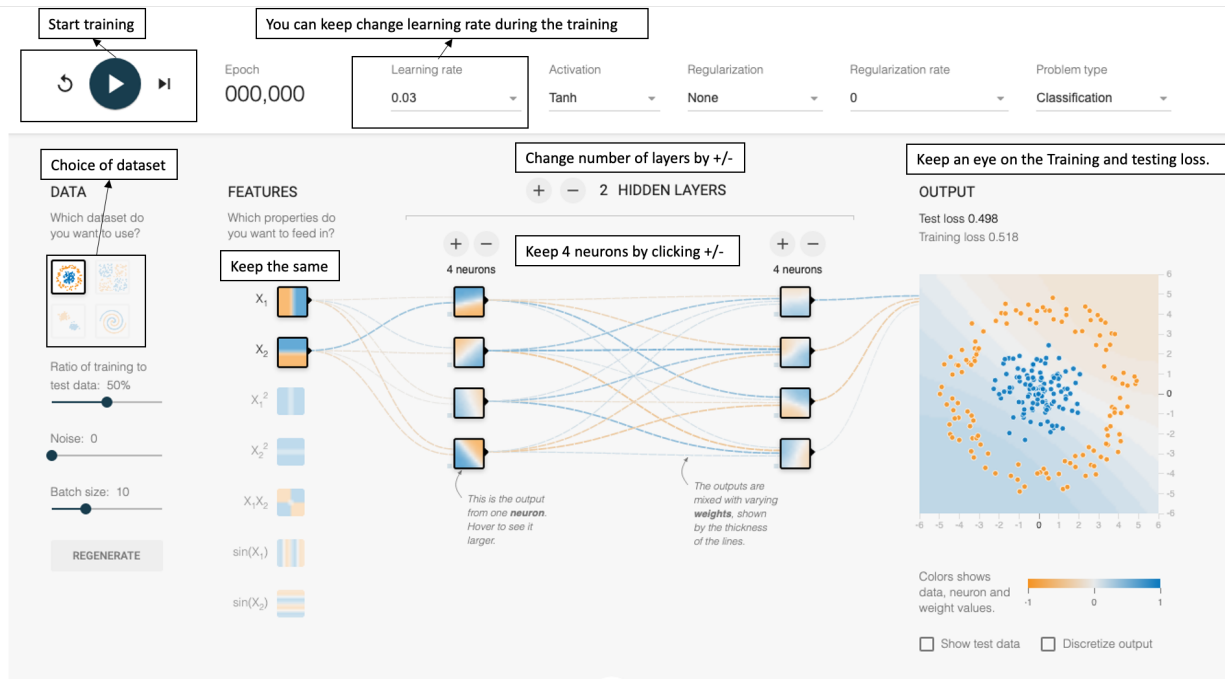 Start training
You can keep change learning rate during the training
Epoch
000,000
Learning rate
0.03
Activation
Tanh
Regularization
None
Regularization rate
0
Problem type
Classification
Choice of dataset
Change number of layers by +/-
Keep an eye on the Training and testing loss.
DATA
Which dataset do
you want to use?
Ratio of training to
test data: 50%
Noise: 0
Batch size: 10
REGENERATE
FEATURES
Which properties do
you want to feed in?
Keep the same
X₁
X₂
X₁²
X₂²
X₁X₂
sin(X₁)
sin(X₂)
+ − 2 HIDDEN LAYERS
+ −
4 neurons
Keep 4 neurons by clicking +/-
+ −
4 neurons
This is the output
from one neuron.
Hover to see it
larger.
The outputs are
mixed with varying
weights, shown
by the thickness
of the lines.
OUTPUT
Test loss 0.498
Training loss 0.518
6
5
4
3
2
1
0
-1
-2
-3
-4
-5
-6
-6 -5 -4 -3 -2 -1 0 1 2 3 4 5 6
Colors shows
data, neuron and
weight values.
-1 0 1
Show test data
Discretize output